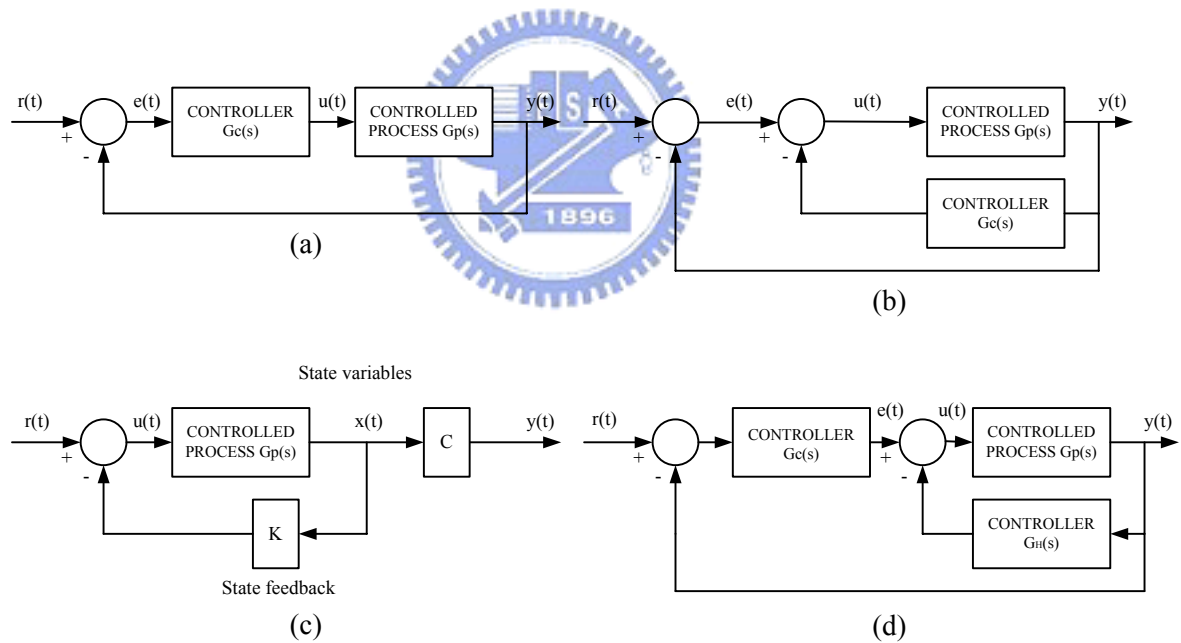 r(t)
+
-
e(t)
CONTROLLER
Gc(s)
u(t)
CONTROLLED
PROCESS Gp(s)
y(t)
(a)
r(t)
+
-
e(t)
+
-
u(t)
CONTROLLED
PROCESS Gp(s)
y(t)
CONTROLLER
Gc(s)
(b)
1896
State variables
r(t)
+
-
u(t)
CONTROLLED
PROCESS Gp(s)
x(t)
C
y(t)
K
State feedback
(c)
r(t)
+
-
CONTROLLER
Gc(s)
e(t)
+
-
u(t)
CONTROLLED
PROCESS Gp(s)
y(t)
CONTROLLER
GH(s)
(d)